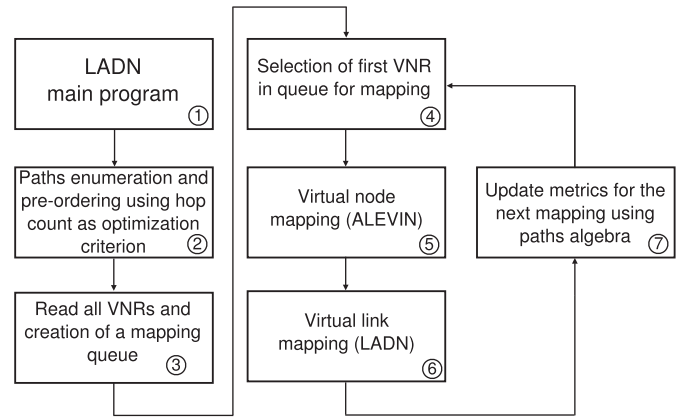 LADN
main program
1
Paths enumeration and
pre-ordering using hop
count as optimization
criterion
2
Read all VNRs and
creation of a mapping
queue
3
Selection of first VNR
in queue for mapping
4
Virtual node
mapping (ALEVIN)
5
Virtual link
mapping (LADN)
6
Update metrics for the
next mapping using
paths algebra
7